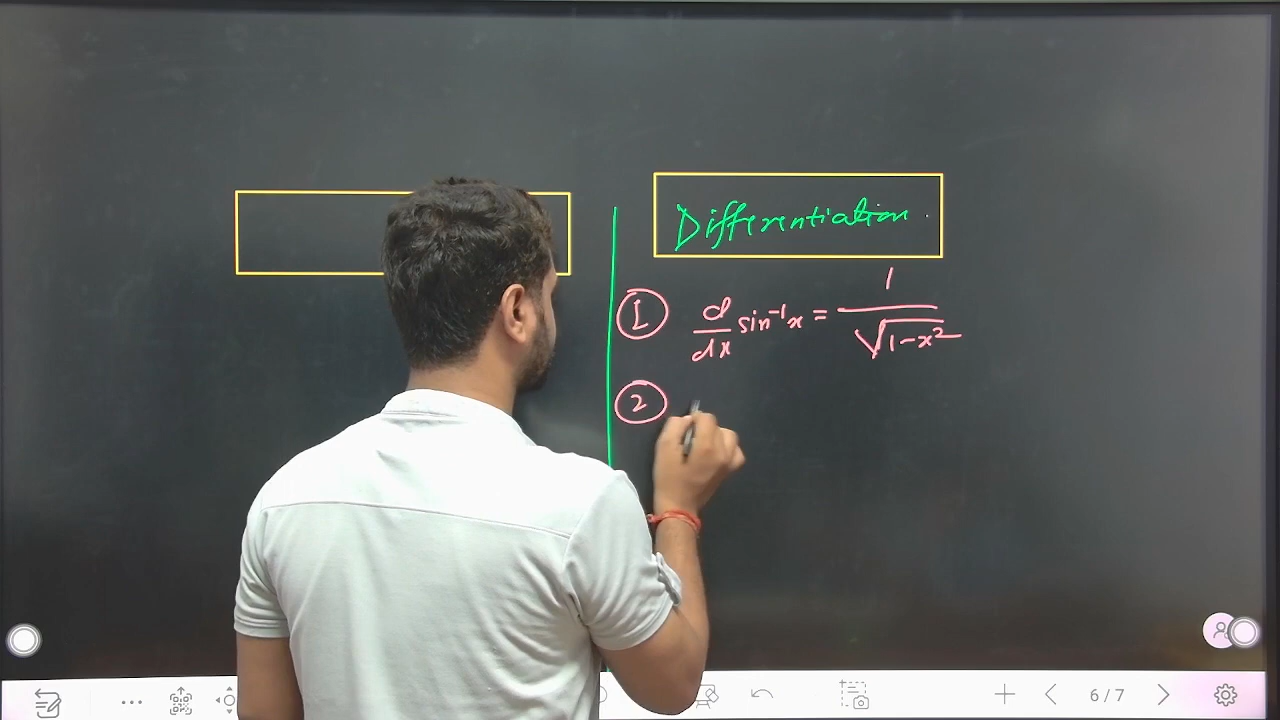 Differentiation
① d/dx sin⁻¹x = 1/√(1-x²)
②
6/7